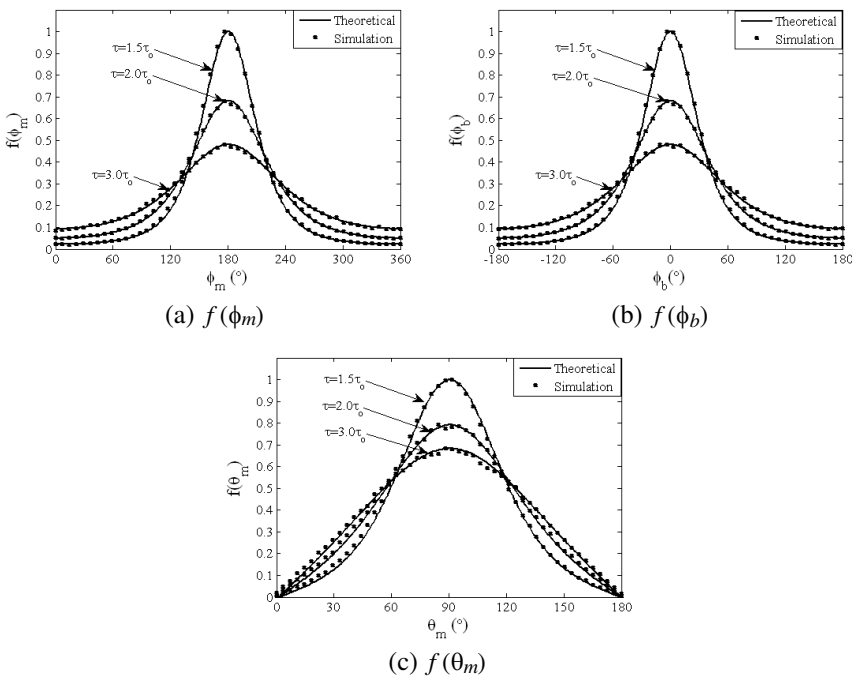 Theoretical
Simulation
τ=1.5τo
τ=2.0τo
τ=3.0τo
f(ϕm)
1
0.9
0.8
0.7
0.6
0.5
0.4
0.3
0.2
0.1
0
0 120 180 240 360
ϕm (°)
(a) f(ϕm)
Theoretical
Simulation
τ=1.5τo
τ=2.0τo
τ=3.0τo
f(ϕb)
1
0.9
0.8
0.7
0.6
0.5
0.4
0.3
0.2
0.1
0
-180 -120 -60 0 60 120 180
ϕb(°)
(b) f(ϕb)
Theoretical
Simulation
τ=1.5τo
τ=2.0τo
τ=3.0τo
f(θm)
1
0.9
0.8
0.7
0.6
0.5
0.4
0.3
0.2
0.1
0
0 30 60 90 120 150 180
θm (°)
(c) f(θm)